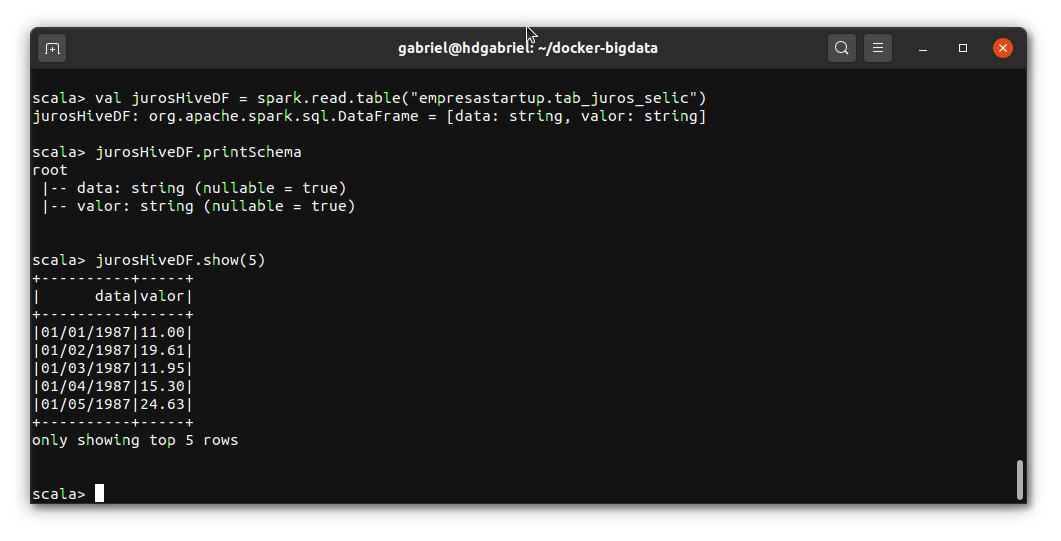 gabriel@hdgabriel: ~/docker-bigdata
scala> val jurosHiveDF = spark.read.table("empresastartup.tab_juros_selic")
jurosHiveDF: org.apache.spark.sql.DataFrame = [data: string, valor: string]
scala> jurosHiveDF.printSchema
root
 |-- data: string (nullable = true)
 |-- valor: string (nullable = true)
scala> jurosHiveDF.show(5)
+----------+-----+
|      data|valor|
+----------+-----+
|01/01/1987|11.00|
|01/02/1987|19.61|
|01/03/1987|11.95|
|01/04/1987|15.30|
|01/05/1987|24.63|
+----------+-----+
only showing top 5 rows
scala>